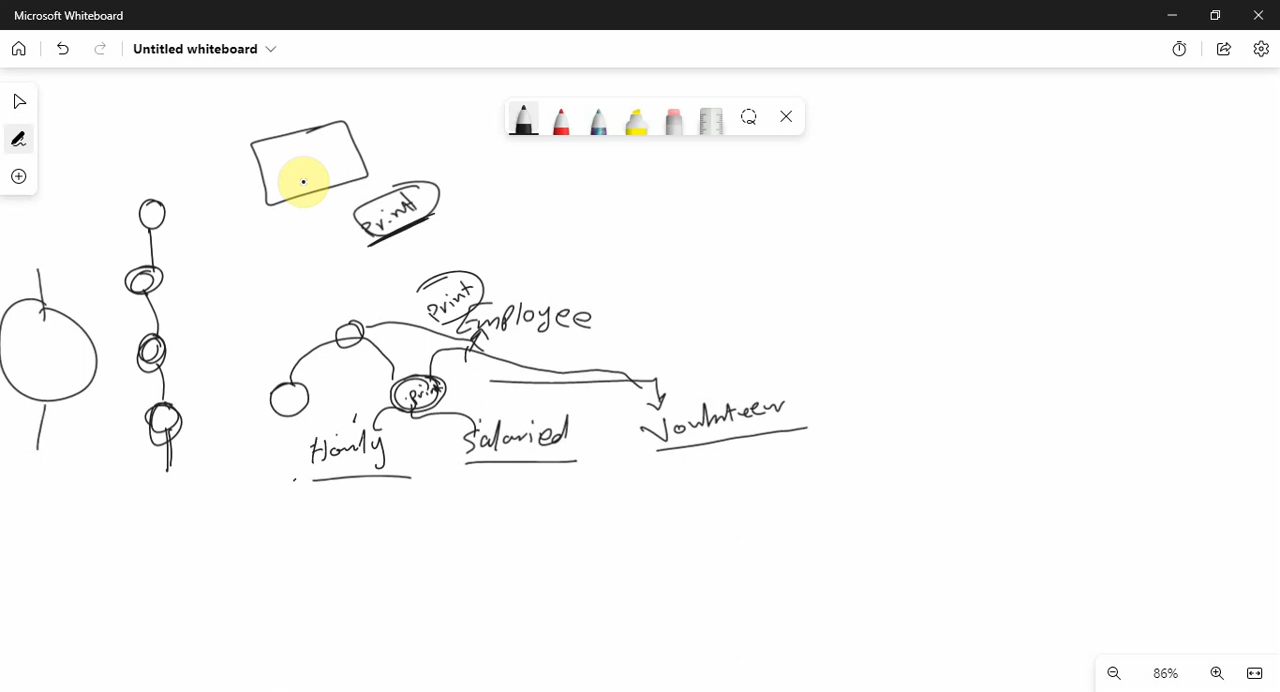 Microsoft Whiteboard
Untitled whiteboard
Print
Print
Employee
Print
Hourly
Salaried
Volunteer
86%